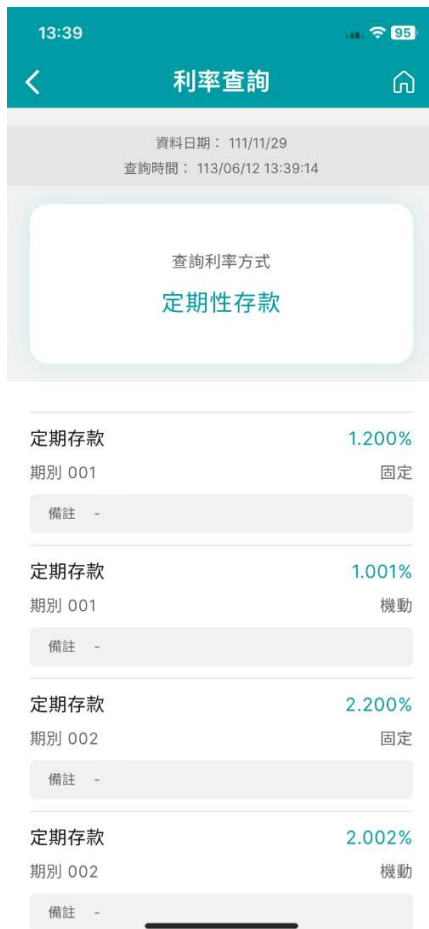 13:39
95
利率查詢
資料日期： 111/11/29
查詢時間： 113/06/12 13:39:14
查詢利率方式
定期性存款
定期存款 1.200%
期別 001 固定
備註 -
定期存款 1.001%
期別 001 機動
備註 -
定期存款 2.200%
期別 002 固定
備註 -
定期存款 2.002%
期別 002 機動
備註 -